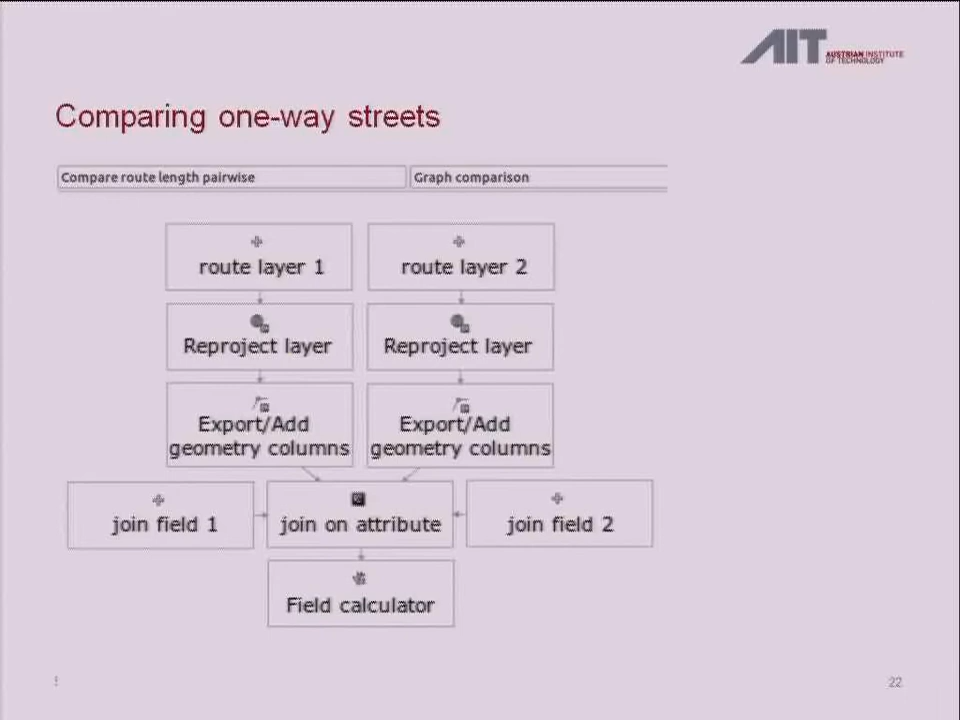 AIT AUSTRIAN INSTITUTE
OF TECHNOLOGY
Comparing one-way streets
Compare route length pairwise
Graph comparison
route layer 1
route layer 2
Reproject layer
Reproject layer
Export/Add
geometry columns
Export/Add
geometry columns
join field 1
join on attribute
join field 2
Field calculator
22